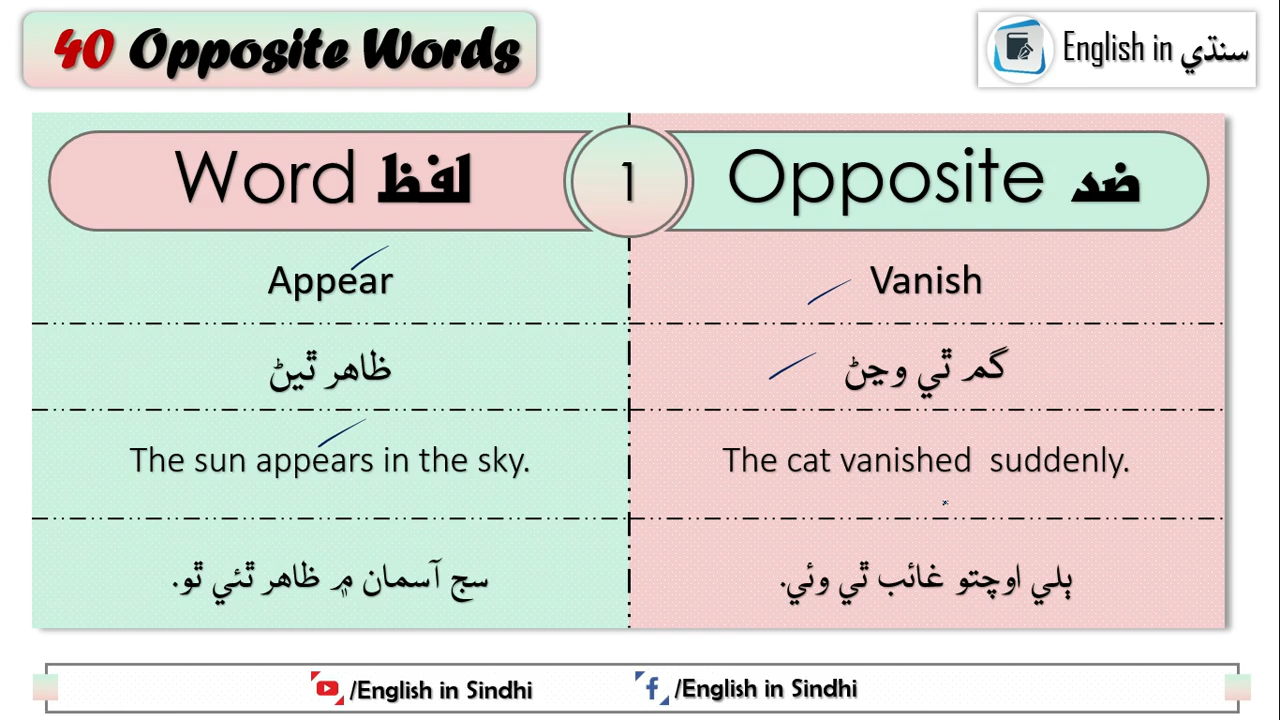 40 Opposite Words
English in سنڌي
Word لفظ
1
Opposite ضد
Appear
Vanish
ظاهر ٿيڻ
گم ٿي وڃڻ
The sun appears in the sky.
The cat vanished suddenly.
سج آسمان ۾ ظاهر ٿئي ٿو.
ٻلي اوچتو غائب ٿي وئي.
/English in Sindhi
/English in Sindhi